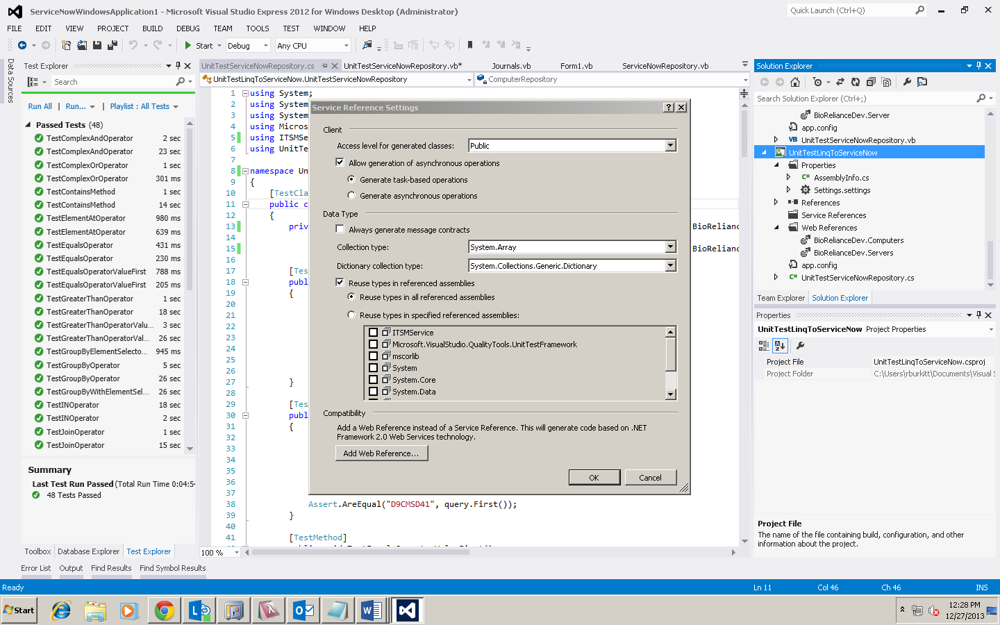 ServiceNowWindowsApplication1 - Microsoft Visual Studio Express 2012 for Windows Desktop (Administrator)
Quick Launch (Ctrl+Q)
FILE EDIT VIEW PROJECT BUILD DEBUG TEAM TOOLS TEST WINDOW HELP
Start Debug Any CPU
Data Sources
Test Explorer
Search
Run All | Run... | Playlist : All Tests
Passed Tests (48)
TestComplexAndOperator 2 sec
TestComplexAndOperator 23 sec
TestComplexOrOperator 1 sec
TestComplexOrOperator 301 ms
TestContainsMethod 1 sec
TestContainsMethod 14 sec
TestElementAtOperator 980 ms
TestElementAtOperator 639 ms
TestEqualsOperator 431 ms
TestEqualsOperator 230 ms
TestEqualsOperatorValueFirst 788 ms
TestEqualsOperatorValueFirst 205 ms
TestGreaterThanOperator 1 sec
TestGreaterThanOperator 18 sec
TestGreaterThanOperatorValu... 3 sec
TestGreaterThanOperatorVal... 26 sec
TestGroupByElementSelecto... 945 ms
TestGroupByOperator 5 sec
TestGroupByOperator 26 sec
TestGroupByWithElementSel... 26 sec
TestINOperator 18 sec
TestINOperator 2 sec
TestJoinOperator 1 sec
TestJoinOperator 15 sec
Summary
Last Test Run Passed (Total Run Time 0:04:54
48 Tests Passed
Toolbox Database Explorer Test Explorer
Error List Output Find Results Find Symbol Results
UnitTestServiceNowRepository.cs UnitTestServiceNowRepository.vb* Journals.vb Form1.vb ServiceNowRepository.vb
UnitTestLinqToServiceNow.UnitTestServiceNowRepository ComputerRepository
1 using System;
2 using System
3 using System
4 using Micros
5 using ITSMSe
6 using UnitTe
7
8 namespace Un
9 {
10 [TestCla
11 public c
12 {
13 priv BioRelianc
14
15 BioRelianc
16
17 [Tes
18 publ
19 {
20
21
22
23
24
25
26
27 }
28
29 [Tes
30 publ
31 {
32
33
34
35
36
37
38 Assert.AreEqual("D9CMSD41", query.First());
39 }
40
41 [TestMethod]
100 %
Service Reference Settings
Client
Access level for generated classes: Public
Allow generation of asynchronous operations
Generate task-based operations
Generate asynchronous operations
Data Type
Always generate message contracts
Collection type: System.Array
Dictionary collection type: System.Collections.Generic.Dictionary
Reuse types in referenced assemblies
Reuse types in all referenced assemblies
Reuse types in specified referenced assemblies:
ITSMService
Microsoft.VisualStudio.QualityTools.UnitTestFramework
mscorlib
System
System.Core
System.Data
Compatibility
Add a Web Reference instead of a Service Reference. This will generate code based on .NET
Framework 2.0 Web Services technology.
Add Web Reference...
OK Cancel
Solution Explorer
Search Solution Explorer (Ctrl+;)
BioRelianceDev.Server
app.config
UnitTestServiceNowRepository.vb
UnitTestLinqToServiceNow
Properties
AssemblyInfo.cs
Settings.settings
References
Service References
Web References
BioRelianceDev.Computers
BioRelianceDev.Servers
app.config
UnitTestServiceNowRepository.cs
Team Explorer Solution Explorer
Properties
UnitTestLinqToServiceNow Project Properties
Project File UnitTestLinqToServiceNow.csproj
Project Folder C:\Users\rburkitt\Documents\Visual S
Project File
The name of the file containing build, configuration, and other
information about the project.
Ready Ln 11 Col 46 Ch 46 INS
Start
12:28 PM
12/27/2013